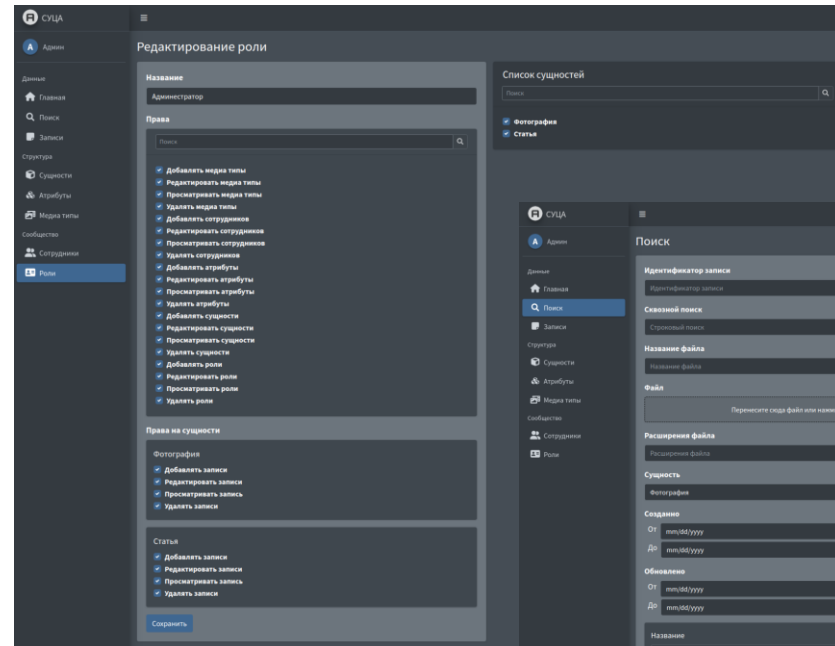 СУЦА
А Админ
Данные
Главная
Поиск
Записи
Структура
Сущности
Атрибуты
Медиа типы
Сообщество
Сотрудники
Роли
Редактирование роли
Название
Администратор
Права
Поиск
Добавлять медиа типы
Редактировать медиа типы
Просматривать медиа типы
Удалять медиа типы
Добавлять сотрудников
Редактировать сотрудников
Просматривать сотрудников
Удалять сотрудников
Добавлять атрибуты
Редактировать атрибуты
Просматривать атрибуты
Удалять атрибуты
Добавлять сущности
Редактировать сущности
Просматривать сущности
Удалять сущности
Добавлять роли
Редактировать роли
Просматривать роли
Удалять роли
Права на сущности
Фотография
Добавлять записи
Редактировать записи
Просматривать запись
Удалять записи
Статья
Добавлять записи
Редактировать записи
Просматривать запись
Удалять записи
Сохранить
Список сущностей
Поиск
Фотография
Статья
СУЦА
А Админ
Данные
Главная
Поиск
Записи
Структура
Сущности
Атрибуты
Медиа типы
Сообщество
Сотрудники
Роли
Поиск
Идентификатор записи
Идентификатор записи
Сквозной поиск
Строковый поиск
Название файла
Название файла
Файл
Перенесите сюда файл или нажм
Расширения файла
Расширения файла
Сущность
Фотография
Созданно
От mm/dd/yyyy
До mm/dd/yyyy
Обновлено
От mm/dd/yyyy
До mm/dd/yyyy
Название